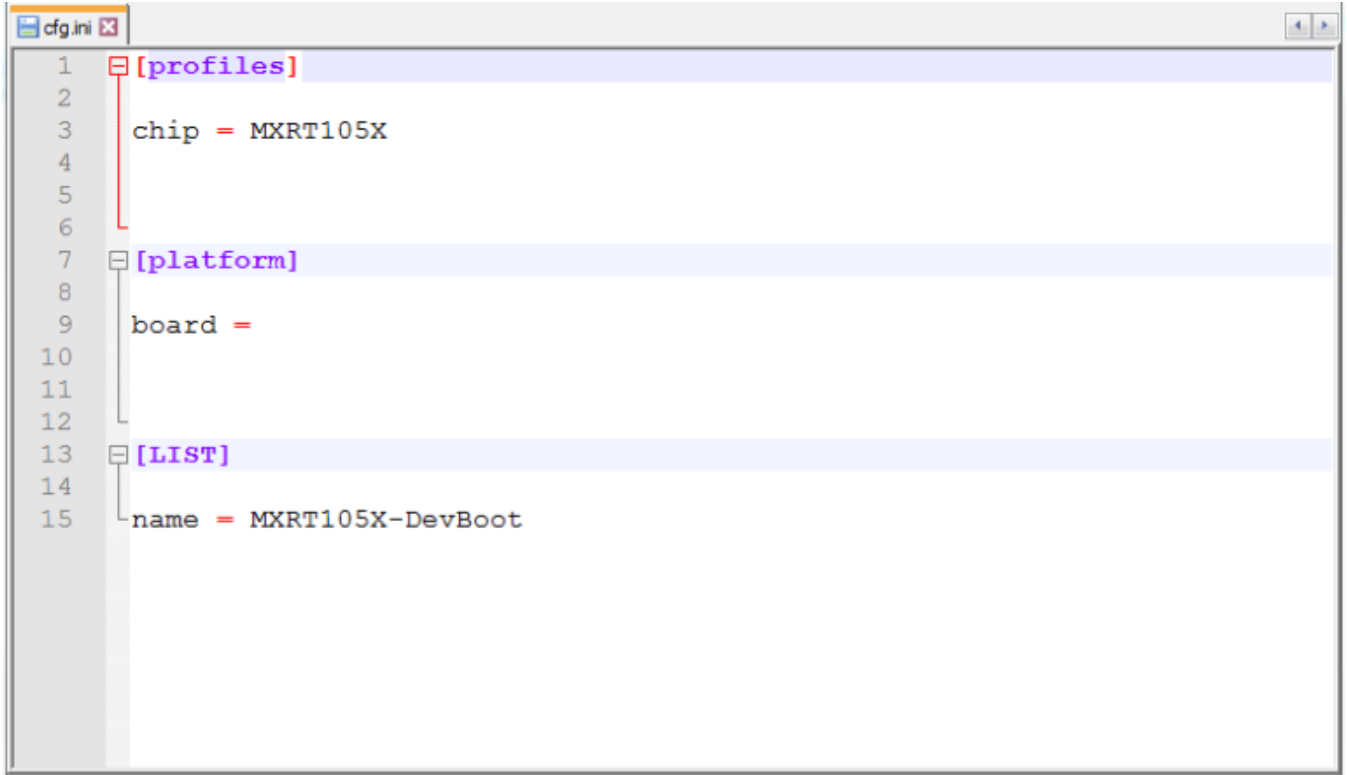 cfg.ini
1 [profiles]
2
3 chip = MXRT105X
4
5
6
7 [platform]
8
9 board =
10
11
12
13 [LIST]
14
15 name = MXRT105X-DevBoot